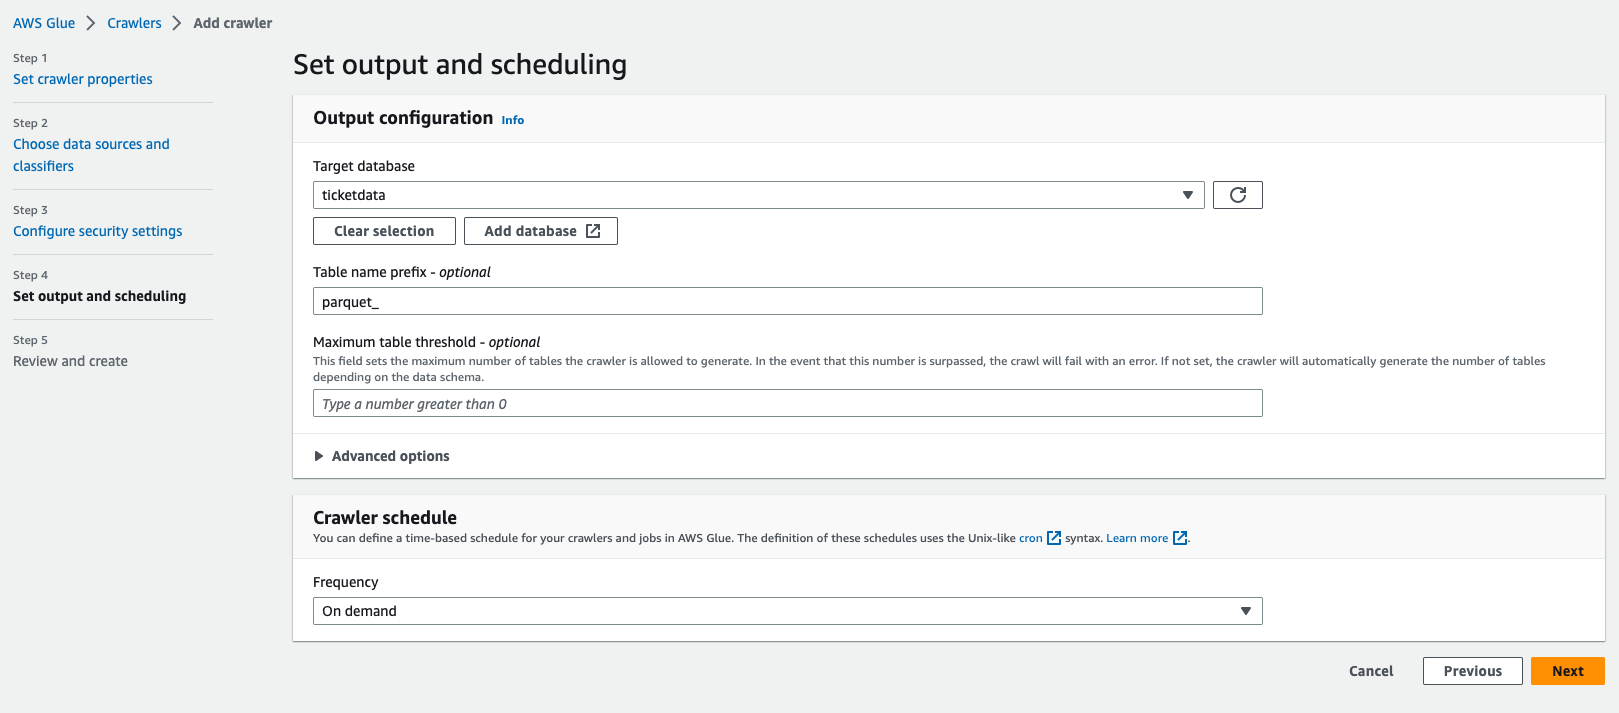 AWS Glue > Crawlers > Add crawler
Step 1
Set crawler properties
Step 2
Choose data sources and
classifiers
Step 3
Configure security settings
Step 4
Set output and scheduling
Step 5
Review and create
Set output and scheduling
Output configuration Info
Target database
ticketdata
Clear selection
Add database
Table name prefix - optional
parquet_
Maximum table threshold - optional
This field sets the maximum number of tables the crawler is allowed to generate. In the event that this number is surpassed, the crawl will fail with an error. If not set, the crawler will automatically generate the number of tables
depending on the data schema.
Type a number greater than 0
Advanced options
Crawler schedule
You can define a time-based schedule for your crawlers and jobs in AWS Glue. The definition of these schedules uses the Unix-like cron syntax. Learn more.
Frequency
On demand
Cancel
Previous
Next